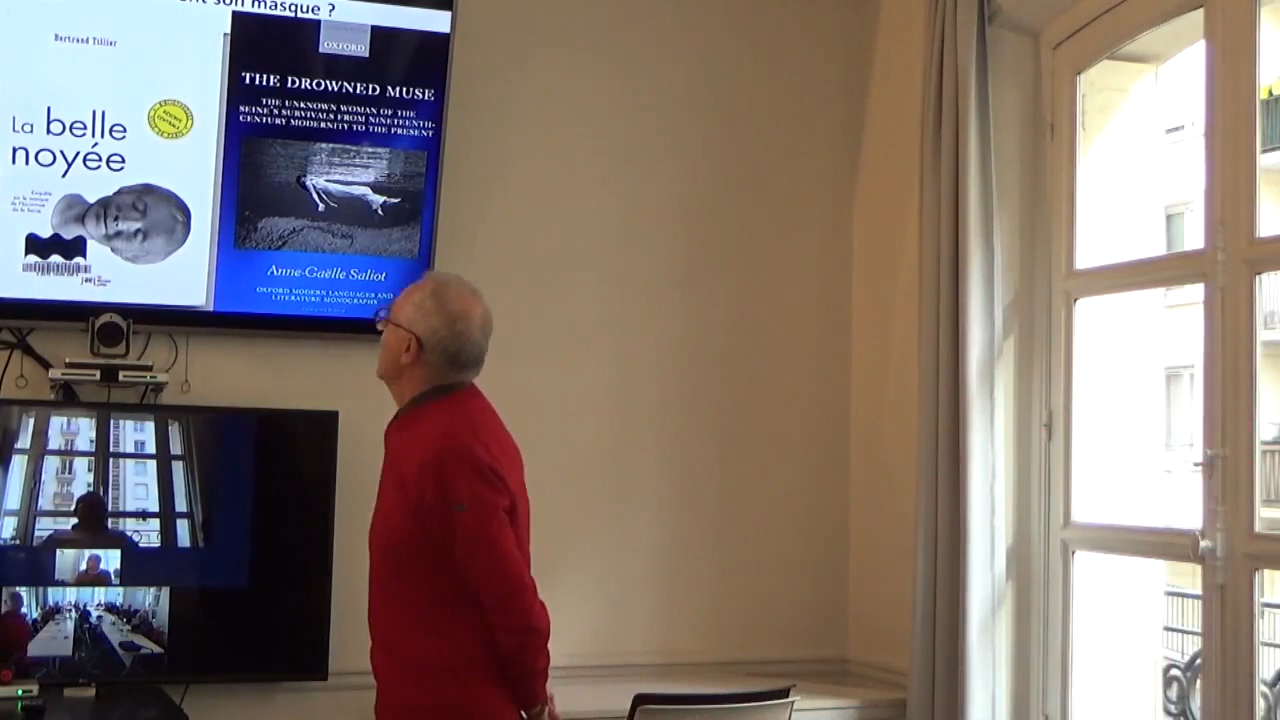 son masque ?
Bertrand Tillier
La belle
noyée
Enquête
OXFORD
THE DROWNED MUSE
THE UNKNOWN WOMAN OF THE
SEINE'S SURVIVALS FROM NINETEENTH-
CENTURY MODERNITY TO THE PRESENT
Anne-Gaëlle Saliot
OXFORD MODERN LANGUAGES AND
LITERATURE MONOGRAPHS